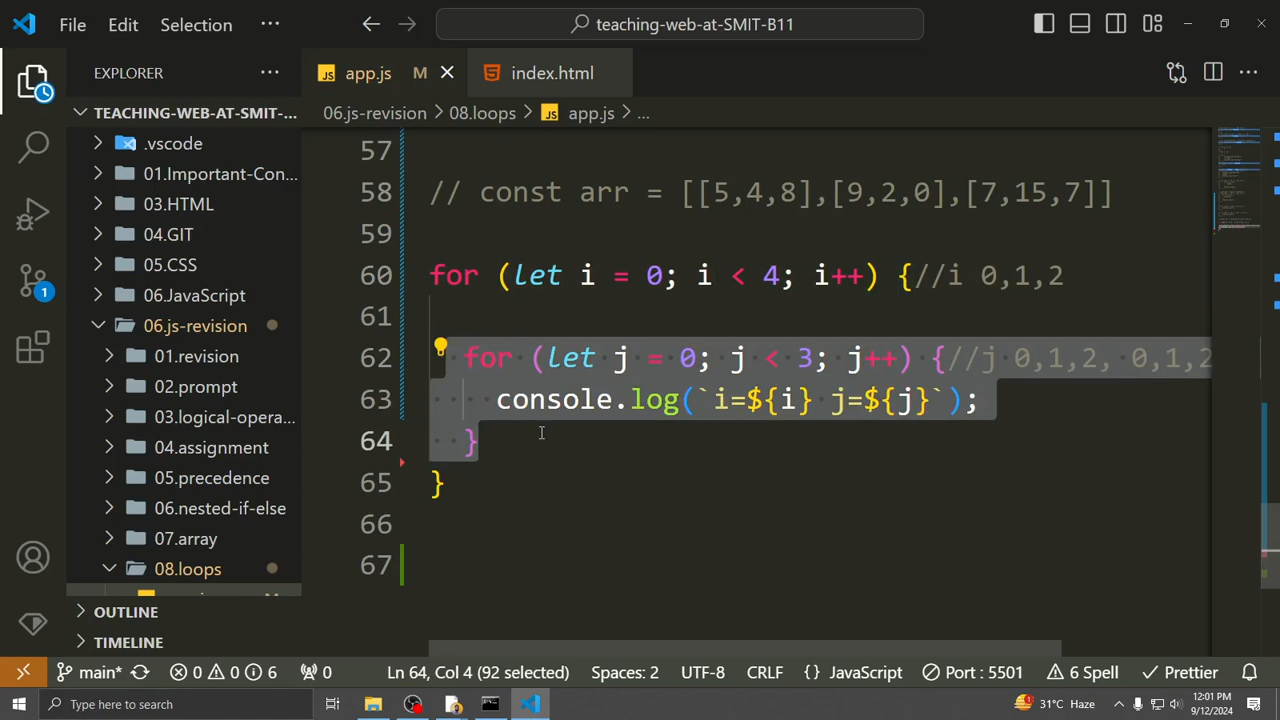 File Edit Selection ··· teaching-web-at-SMIT-B11
EXPLORER ···
TEACHING-WEB-AT-SMIT-...
.vscode
01.Important-Con...
03.HTML
04.GIT
05.CSS
06.JavaScript
06.js-revision
01.revision
02.prompt
03.logical-opera...
04.assignment
05.precedence
06.nested-if-else
07.array
08.loops
OUTLINE
TIMELINE
JS app.js M
index.html
06.js-revision > 08.loops > JS app.js > ...
57
58 // const arr = [[5,4,8],[9,2,0],[7,15,7]]
59
60 for (let i = 0; i < 4; i++) {//i 0,1,2
61
62 for (let j = 0; j < 3; j++) {//j 0,1,2, 0,1,2
63 console.log(`i=${i} j=${j}`);
64 }
65 }
66
67
main* 0 0 6 0 Ln 64, Col 4 (92 selected) Spaces: 2 UTF-8 CRLF {} JavaScript Port : 5501 6 Spell Prettier
Type here to search 31°C Haze 12:01 PM
9/12/2024